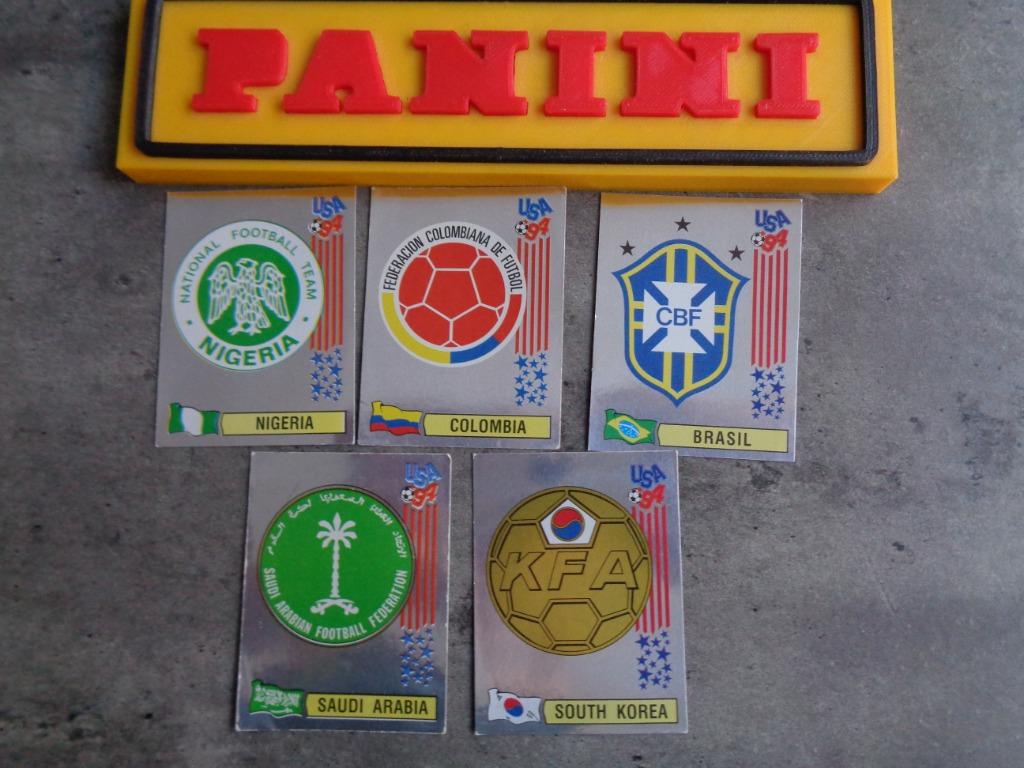 PANINI
USA
94
NATIONAL FOOTBALL TEAM
NIGERIA
NIGERIA
USA
94
FEDERACION COLOMBIANA DE FUTBOL
COLOMBIA
USA
94
CBF
BRASIL
USA
94
SAUDI ARABIAN FOOTBALL FEDERATION
SAUDI ARABIA
USA
94
KFA
SOUTH KOREA